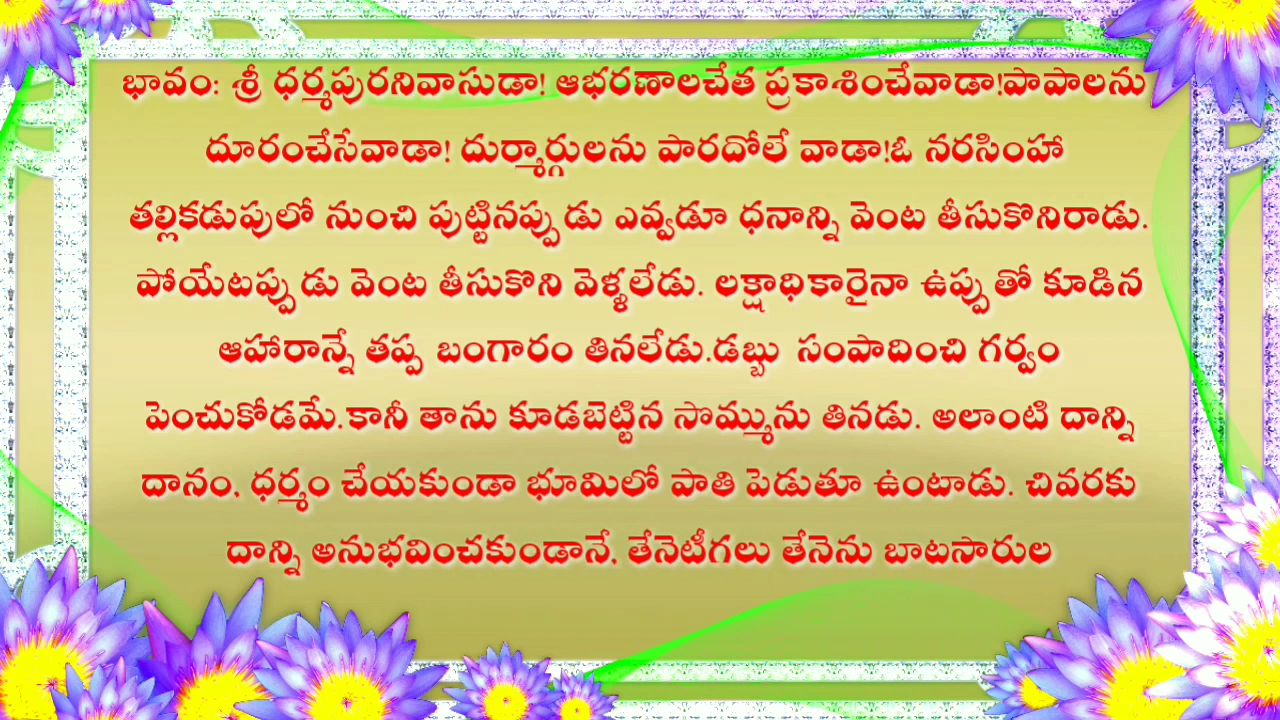 భావం: శ్రీ ధర్మపురనివాసుడా! ఆభరణాలచేత ప్రకాశించేవాడా!పాపాలను
దూరంచేసేవాడా! దుర్మార్గులను పారదోలే వాడా!ఓ నరసింహా
తల్లికడుపులో నుంచి పుట్టినప్పుడు ఎవ్వడూ ధనాన్ని వెంట తీసుకొనిరాడు.
పోయేటప్పుడు వెంట తీసుకొని వెళ్ళలేడు. లక్షాధికారైనా ఉప్పుతో కూడిన
ఆహారాన్నే తప్ప బంగారం తినలేడు.డబ్బు సంపాదించి గర్వం
పెంచుకోడమే.కానీ తాను కూడబెట్టిన సొమ్మును తినడు. అలాంటి దాన్ని
దానం, ధర్మం చేయకుండా భూమిలో పాతి పెడుతూ ఉంటాడు. చివరకు
దాన్ని అనుభవించకుండానే, తేనెటీగలు తేనెను బాటసారుల